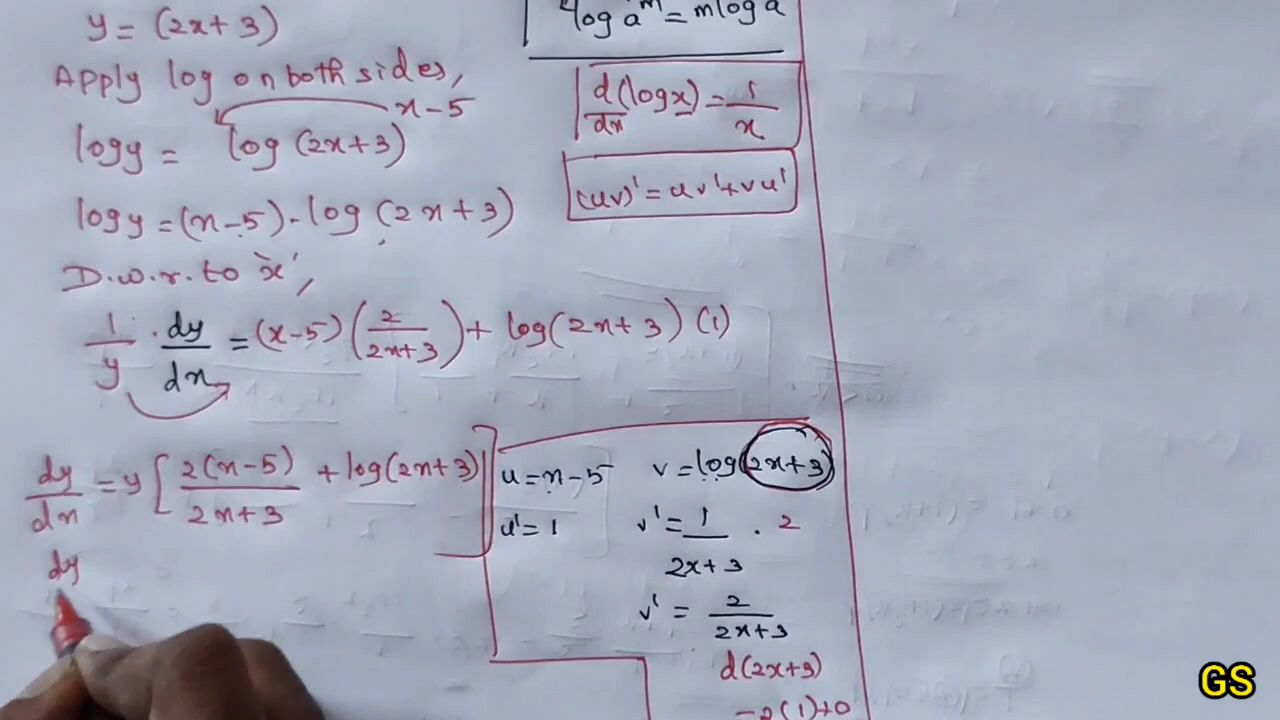 y = (2x+3)
Apply log on both sides,
x-5
logy = log (2x+3)
logy = (x-5) . log (2x+3)
D.w.r.to 'x',
1/y . dy/dx = (x-5) (2/2x+3) + log(2x+3) (1)
dy/dx = y [2(x-5)/2x+3 + log(2x+3)]
dy
log a^m = m log a
d/dx (logx) = 1/x
(uv)' = uv'+vu'
u = x-5 v = log(2x+3)
u' = 1 v' = 1/2x+3 . 2
v' = 2/2x+3
d(2x+3)
=2(1)+0
GS